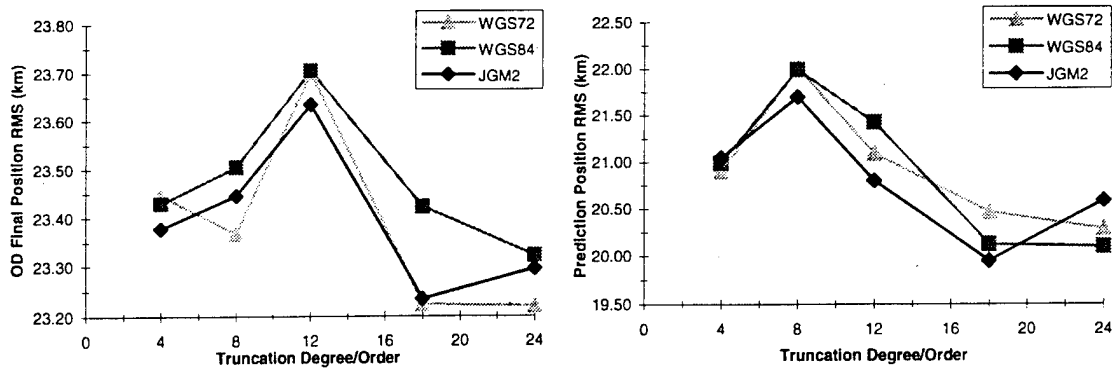 23.80
23.70
23.60
23.50
23.40
23.30
23.20
OD Final Position RMS (km)
0 4 8 12 16 20 24
Truncation Degree/Order
WGS72
WGS84
JGM2
22.50
22.00
21.50
21.00
20.50
20.00
19.50
Prediction Position RMS (km)
0 4 8 12 16 20 24
Truncation Degree/Order
WGS72
WGS84
JGM2